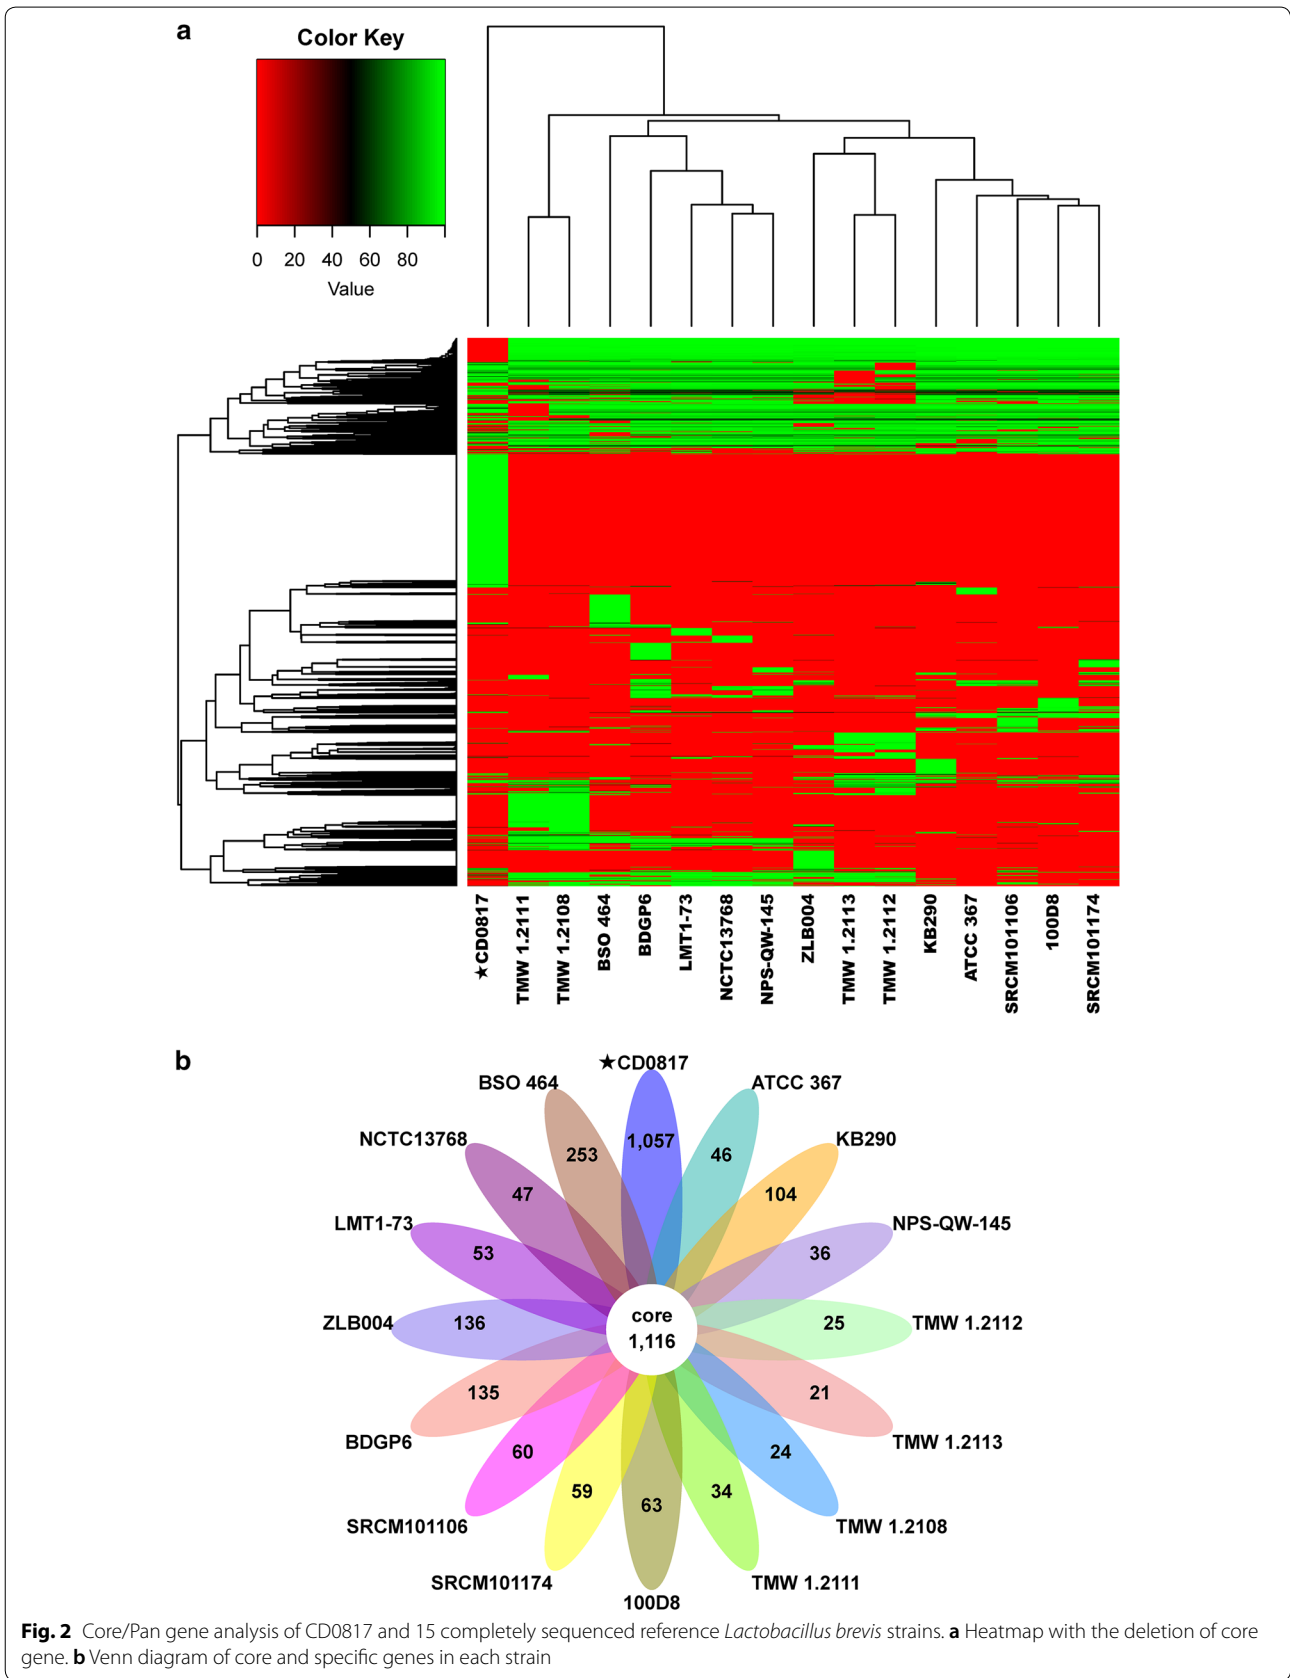 a
Color Key
0 20 40 60 80
Value
★CD0817
TMW 1.2111
TMW 1.2108
BSO 464
BDGP6
LMT1-73
NCTC13768
NPS-QW-145
ZLB004
TMW 1.2113
TMW 1.2112
KB290
ATCC 367
SRCM101106
100D8
SRCM101174
b
★CD0817
BSO 464
ATCC 367
NCTC13768
KB290
1,057
253
46
47
104
LMT1-73
NPS-QW-145
53
36
core
1,116
ZLB004
136
25
TMW 1.2112
135
21
BDGP6
TMW 1.2113
60
24
59
34
63
SRCM101106
TMW 1.2108
SRCM101174
TMW 1.2111
100D8
Fig. 2 Core/Pan gene analysis of CD0817 and 15 completely sequenced reference Lactobacillus brevis strains. a Heatmap with the deletion of core
gene. b Venn diagram of core and specific genes in each strain